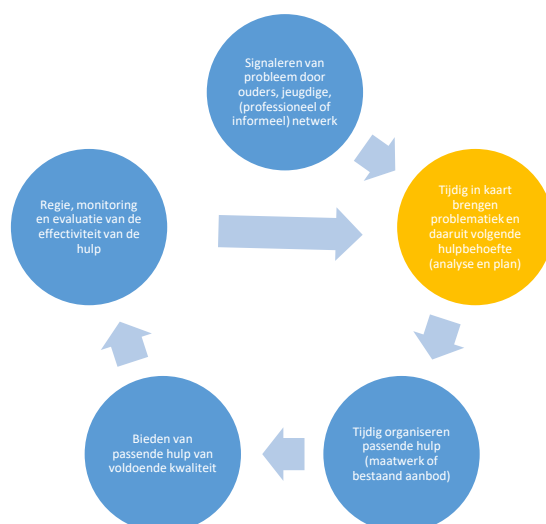 Signaleren van
probleem door
ouders, jeugdige,
(professioneel of
informeel) netwerk
Tijdig in kaart
brengen
problematiek en
daaruit volgende
hulpbehoefte
(analyse en plan)
Tijdig organiseren
passende hulp
(maatwerk of
bestaand aanbod)
Bieden van
passende hulp van
voldoende kwaliteit
Regie, monitoring
en evaluatie van de
effectiviteit van de
hulp